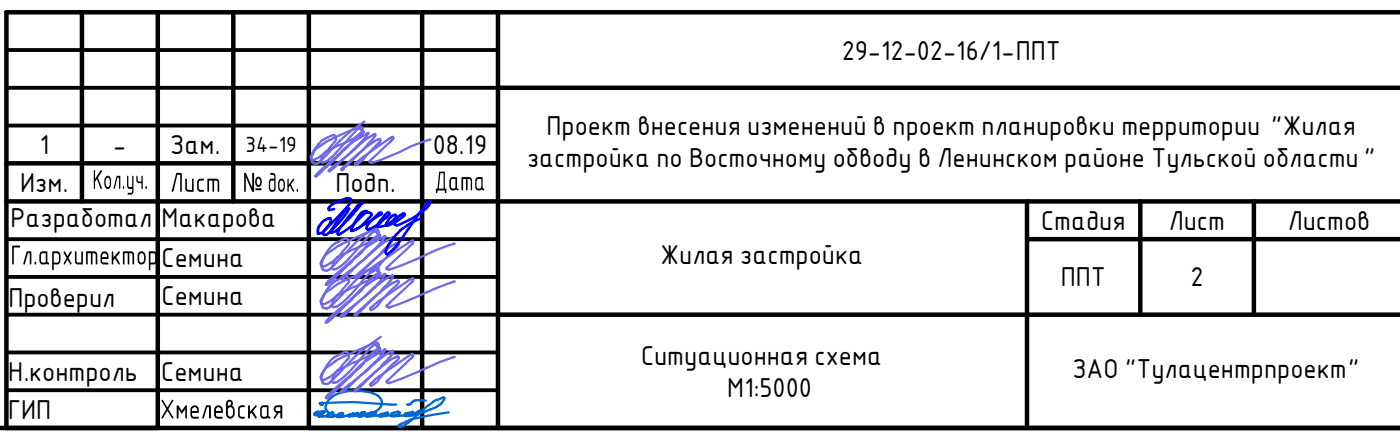 29-12-02-16/1-ППТ
Проект внесения изменений в проект планировки территории "Жилая
застройка по Восточному обводу в Ленинском районе Тульской области "
1 - Зам. 34-19 08.19
Изм. Кол.уч. Лист № док. Подп. Дата
Разработал Макарова
Гл.архитектор Семина
Проверил Семина
Н.контроль Семина
ГИП Хмелевская
Жилая застройка
Стадия Лист Листов
ППТ 2
Ситуационная схема
М1:5000
ЗАО "Тулацентрпроект"